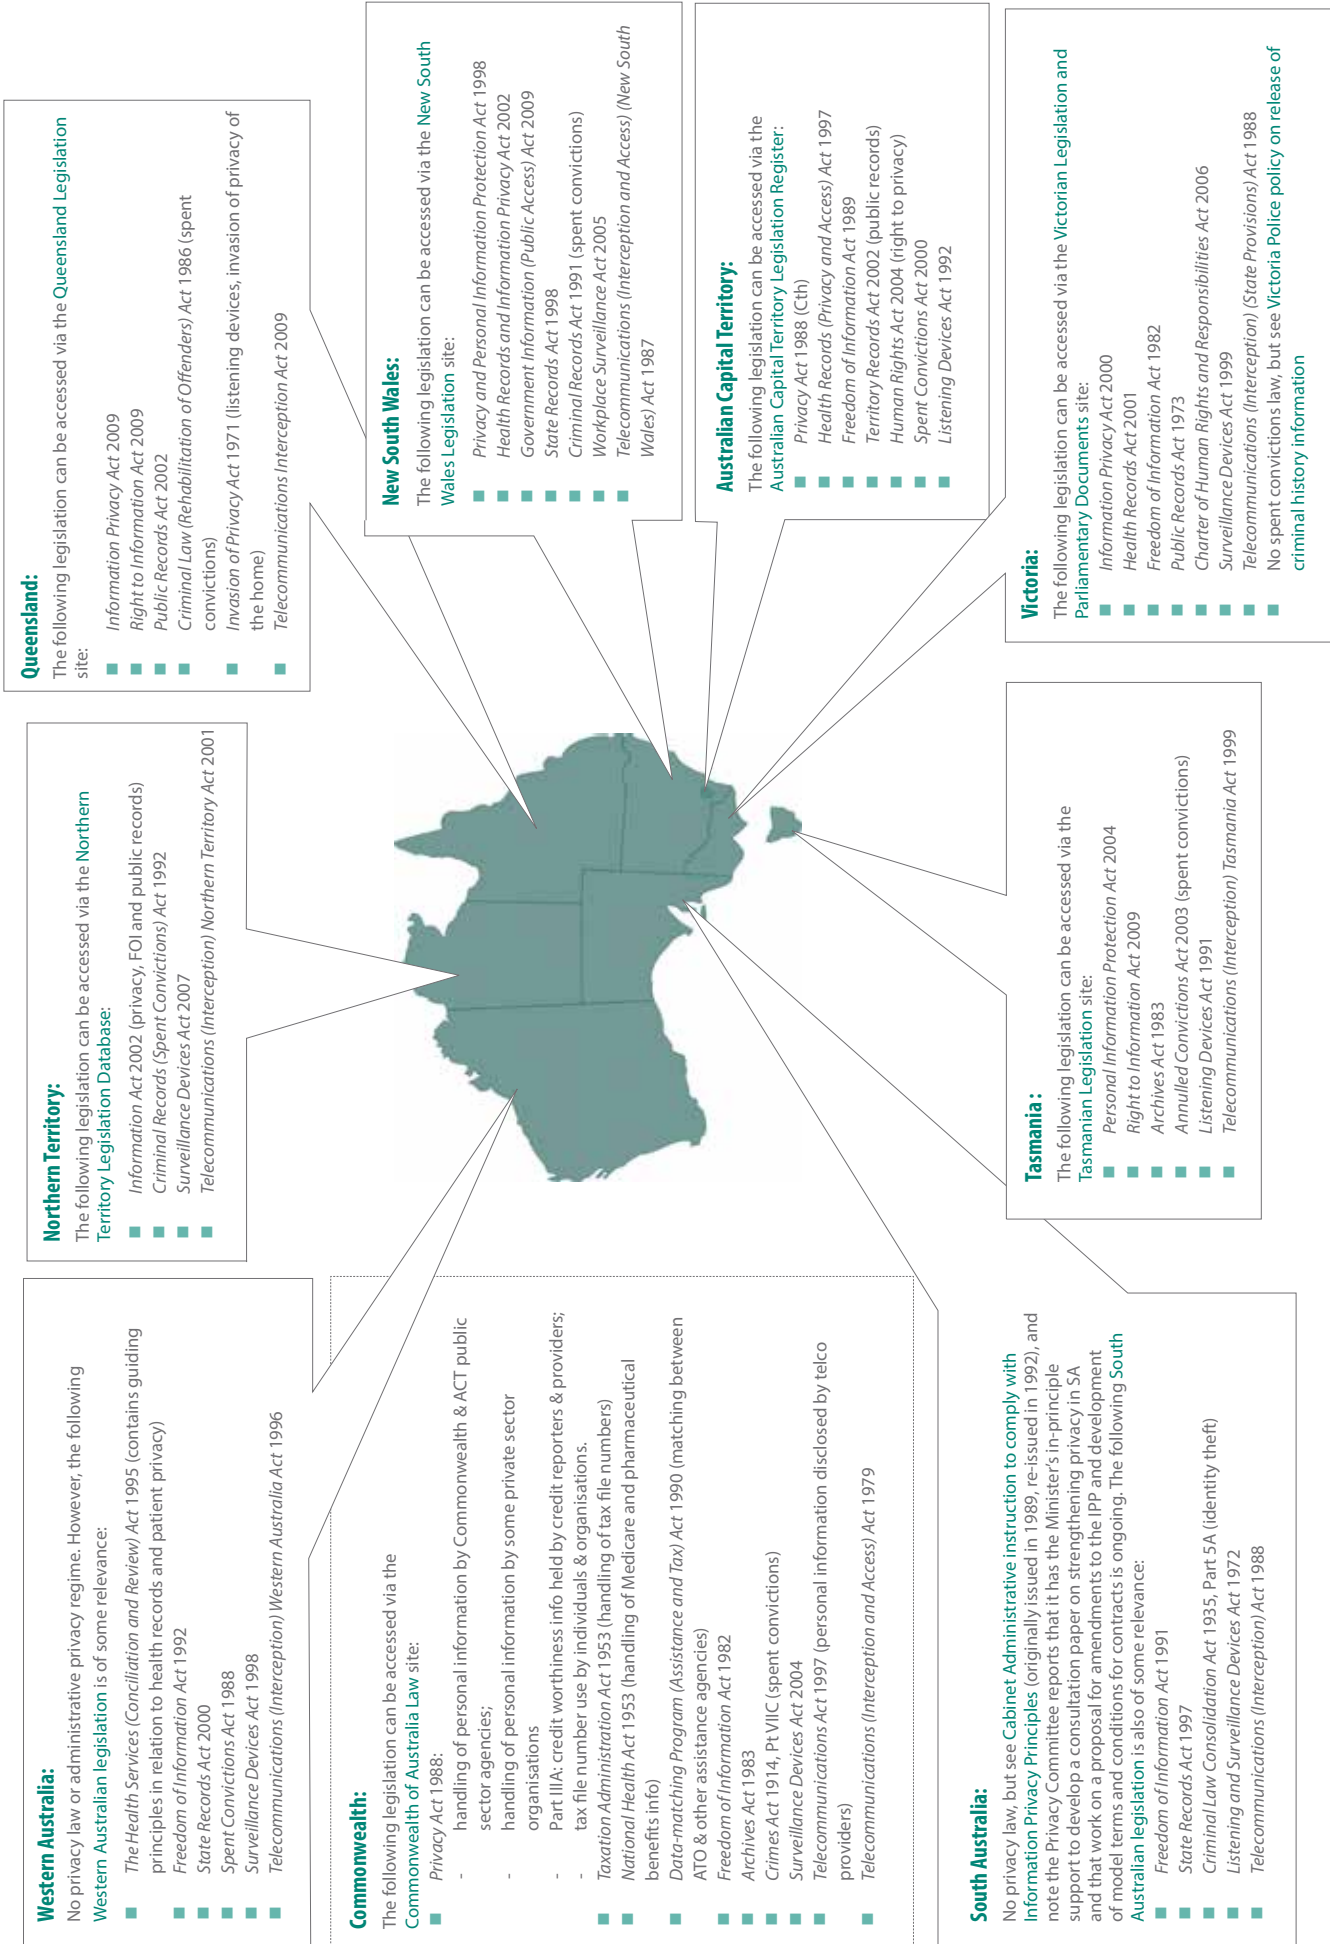 Western Australia:
No privacy law or administrative privacy regime. However, the following
Western Australian legislation is of some relevance:
The Health Services (Conciliation and Review) Act 1995 (contains guiding
principles in relation to health records and patient privacy)
Freedom of Information Act 1992
State Records Act 2000
Spent Convictions Act 1988
Surveillance Devices Act 1998
Telecommunications (Interception) Western Australia Act 1996
Northern Territory:
The following legislation can be accessed via the Northern
Territory Legislation Database:
Information Act 2002 (privacy, FOI and public records)
Criminal Records (Spent Convictions) Act 1992
Surveillance Devices Act 2007
Telecommunications (Interception) Northern Territory Act 2001
Queensland:
The following legislation can be accessed via the Queensland Legislation
site:
Information Privacy Act 2009
Right to Information Act 2009
Public Records Act 2002
Criminal Law (Rehabilitation of Offenders) Act 1986 (spent
convictions)
Invasion of Privacy Act 1971 (listening devices, invasion of privacy of
the home)
Telecommunications Interception Act 2009
Commonwealth:
The following legislation can be accessed via the
Commonwealth of Australia Law site:
Privacy Act 1988:
- handling of personal information by Commonwealth & ACT public
sector agencies;
- handling of personal information by some private sector
organisations
- Part IIIA: credit worthiness info held by credit reporters & providers;
- tax file number use by individuals & organisations.
Taxation Administration Act 1953 (handling of tax file numbers)
National Health Act 1953 (handling of Medicare and pharmaceutical
benefits info)
Data-matching Program (Assistance and Tax) Act 1990 (matching between
ATO & other assistance agencies)
Freedom of Information Act 1982
Archives Act 1983
Crimes Act 1914, Pt VIIC (spent convictions)
Surveillance Devices Act 2004
Telecommunications Act 1997 (personal information disclosed by telco
providers)
Telecommunications (Interception and Access) Act 1979
New South Wales:
The following legislation can be accessed via the New South
Wales Legislation site:
Privacy and Personal Information Protection Act 1998
Health Records and Information Privacy Act 2002
Government Information (Public Access) Act 2009
State Records Act 1998
Criminal Records Act 1991 (spent convictions)
Workplace Surveillance Act 2005
Telecommunications (Interception and Access) (New South
Wales) Act 1987
Australian Capital Territory:
The following legislation can be accessed via the
Australian Capital Territory Legislation Register:
Privacy Act 1988 (Cth)
Health Records (Privacy and Access) Act 1997
Freedom of Information Act 1989
Territory Records Act 2002 (public records)
Human Rights Act 2004 (right to privacy)
Spent Convictions Act 2000
Listening Devices Act 1992
South Australia:
No privacy law, but see Cabinet Administrative instruction to comply with
Information Privacy Principles (originally issued in 1989, re-issued in 1992), and
note the Privacy Committee reports that it has the Minister's in-principle
support to develop a consultation paper on strengthening privacy in SA
and that work on a proposal for amendments to the IPP and development
of model terms and conditions for contracts is ongoing. The following South
Australian legislation is also of some relevance:
Freedom of Information Act 1991
State Records Act 1997
Criminal Law Consolidation Act 1935, Part 5A (identity theft)
Listening and Surveillance Devices Act 1972
Telecommunications (Interception) Act 1988
Tasmania :
The following legislation can be accessed via the
Tasmanian Legislation site:
Personal Information Protection Act 2004
Right to Information Act 2009
Archives Act 1983
Annulled Convictions Act 2003 (spent convictions)
Listening Devices Act 1991
Telecommunications (Interception) Tasmania Act 1999
Victoria:
The following legislation can be accessed via the Victorian Legislation and
Parliamentary Documents site:
Information Privacy Act 2000
Health Records Act 2001
Freedom of Information Act 1982
Public Records Act 1973
Charter of Human Rights and Responsibilities Act 2006
Surveillance Devices Act 1999
Telecommunications (Interception) (State Provisions) Act 1988
No spent convictions law, but see Victoria Police policy on release of
criminal history information